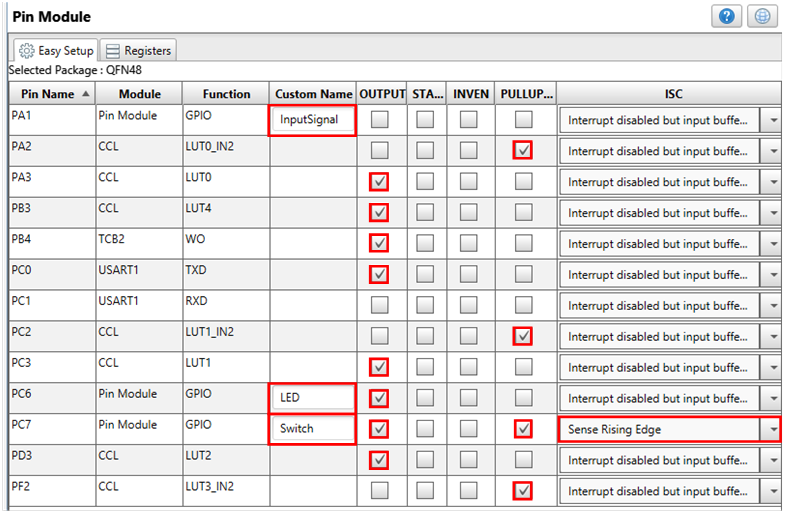 Pin Module
Easy Setup Registers
Selected Package : QFN48
Pin Name Module Function Custom Name OUTPUT STA... INVEN PULLUP... ISC
PA1 Pin Module GPIO InputSignal Interrupt disabled but input buffe...
PA2 CCL LUT0_IN2 Interrupt disabled but input buffe...
PA3 CCL LUT0 Interrupt disabled but input buffe...
PB3 CCL LUT4 Interrupt disabled but input buffe...
PB4 TCB2 WO Interrupt disabled but input buffe...
PC0 USART1 TXD Interrupt disabled but input buffe...
PC1 USART1 RXD Interrupt disabled but input buffe...
PC2 CCL LUT1_IN2 Interrupt disabled but input buffe...
PC3 CCL LUT1 Interrupt disabled but input buffe...
PC6 Pin Module GPIO LED Interrupt disabled but input buffe...
PC7 Pin Module GPIO Switch Sense Rising Edge
PD3 CCL LUT2 Interrupt disabled but input buffe...
PF2 CCL LUT3_IN2 Interrupt disabled but input buffe...